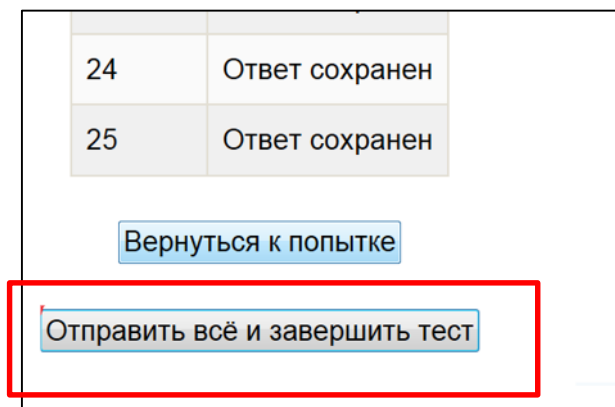 24 Ответ сохранен
25 Ответ сохранен
Вернуться к попытке
Отправить всё и завершить тест